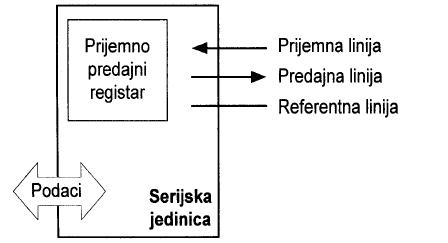 Prijemno
predajni
registar
Prijemna linija
Predajna linija
Referentna linija
Podaci
Serijska
jedinica